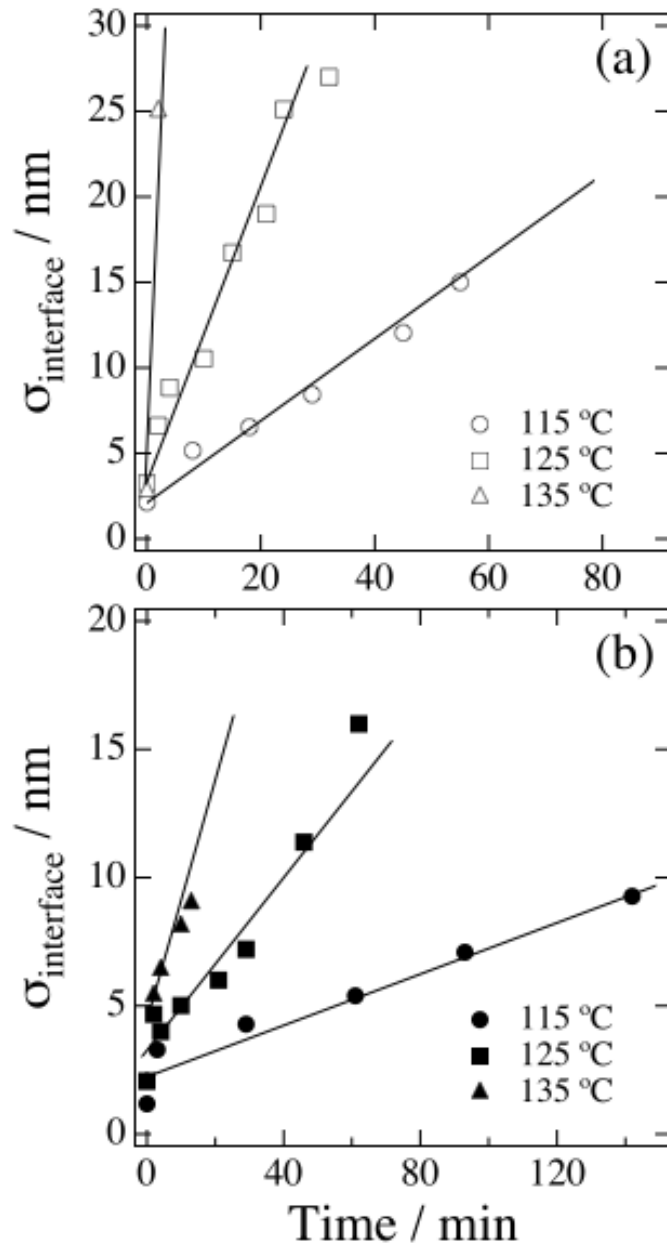 (a)
30
25
20
15
10
5
0
σinterface / nm
○ 115 ºC
□ 125 ºC
△ 135 ºC
0 20 40 60 80
(b)
20
15
10
5
0
σinterface / nm
● 115 ºC
■ 125 ºC
▲ 135 ºC
0 40 80 120
Time / min